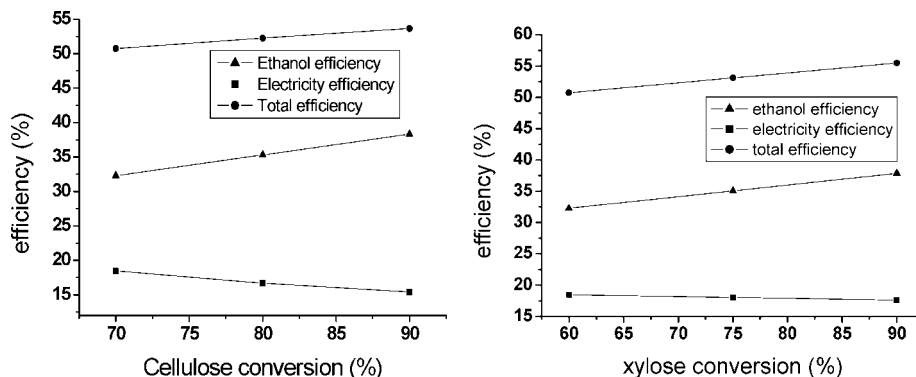 55
50
45
40
35
30
25
20
15
efficiency (%)
Ethanol efficiency
Electricity efficiency
Total efficiency
70 75 80 85 90
Cellulose conversion (%)
60
55
50
45
40
35
30
25
20
15
efficiency (%)
ethanol efficiency
electricity efficiency
total efficiency
60 65 70 75 80 85 90
xylose conversion (%)